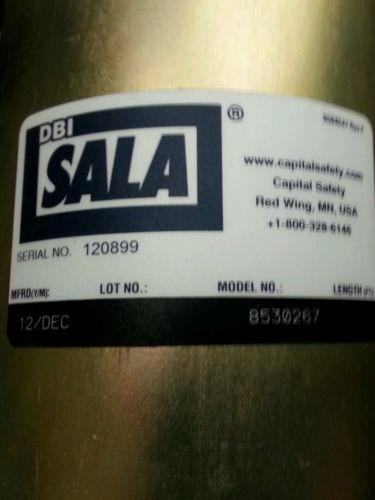 DBI
SALA
®
www.capitalsafety.com
Capital Safety
Red Wing, MN, USA
+1-800-328-6146
SERIAL NO. 120899
MFRD(Y/M): LOT NO.: MODEL NO.: LENGTH (FT)
12/DEC 8530267